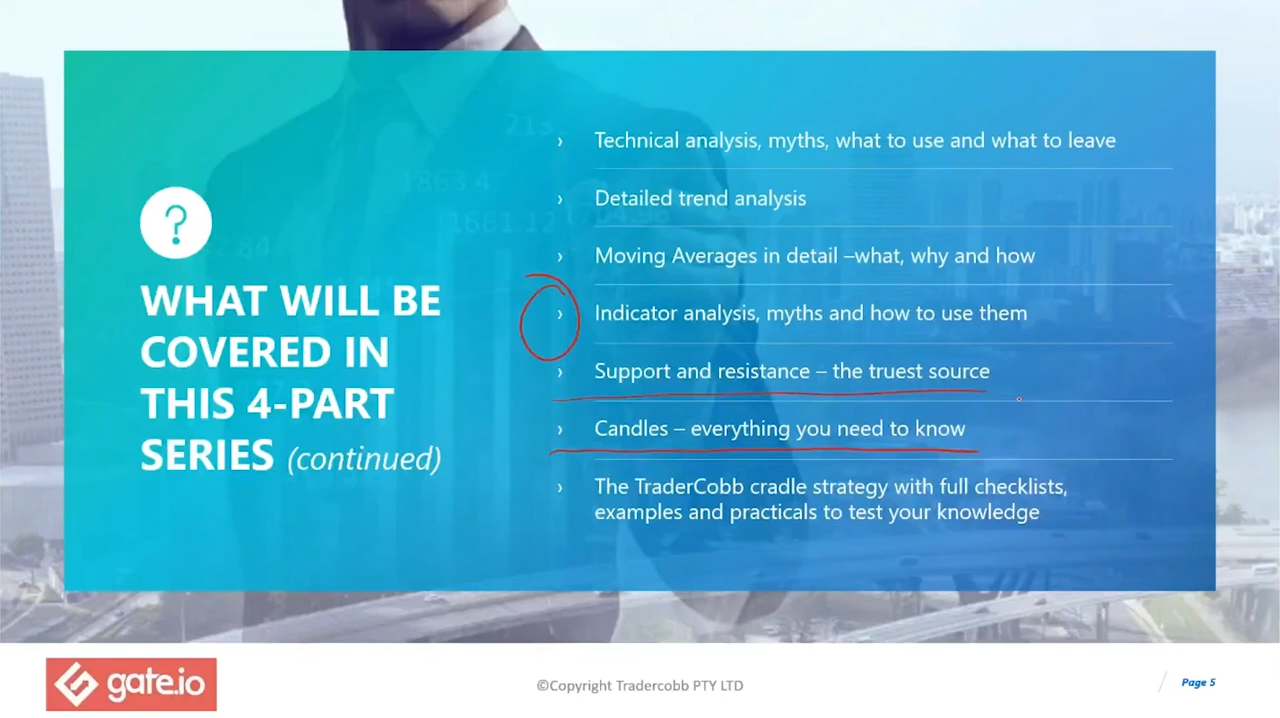 ?
WHAT WILL BE
COVERED IN
THIS 4-PART
SERIES (continued)
› Technical analysis, myths, what to use and what to leave
› Detailed trend analysis
› Moving Averages in detail –what, why and how
› Indicator analysis, myths and how to use them
› Support and resistance – the truest source
› Candles – everything you need to know
› The TraderCobb cradle strategy with full checklists,
examples and practicals to test your knowledge
1661.12
gate.io
©Copyright Tradercobb PTY LTD
Page 5